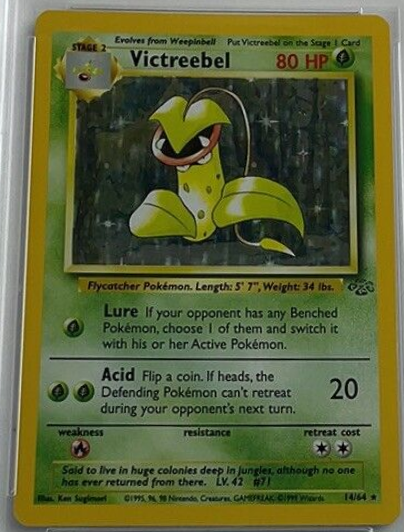 Evolves from Weepinbell Put Victreebel on the Stage 1 Card
STAGE 2
Victreebel 80 HP
Flycatcher Pokémon. Length: 5' 7", Weight: 34 lbs.
Lure If your opponent has any Benched
Pokémon, choose 1 of them and switch it
with his or her Active Pokémon.
Acid Flip a coin. If heads, the
Defending Pokémon can't retreat
during your opponent's next turn.
20
weakness resistance retreat cost
Said to live in huge colonies deep in jungles, although no one
has ever returned from there. LV. 42 #71
Illus. Ken Sugimori ©1995, 96, 98 Nintendo, Creatures, GAMEFREAK. ©1999 Wizards. 14/64 ★